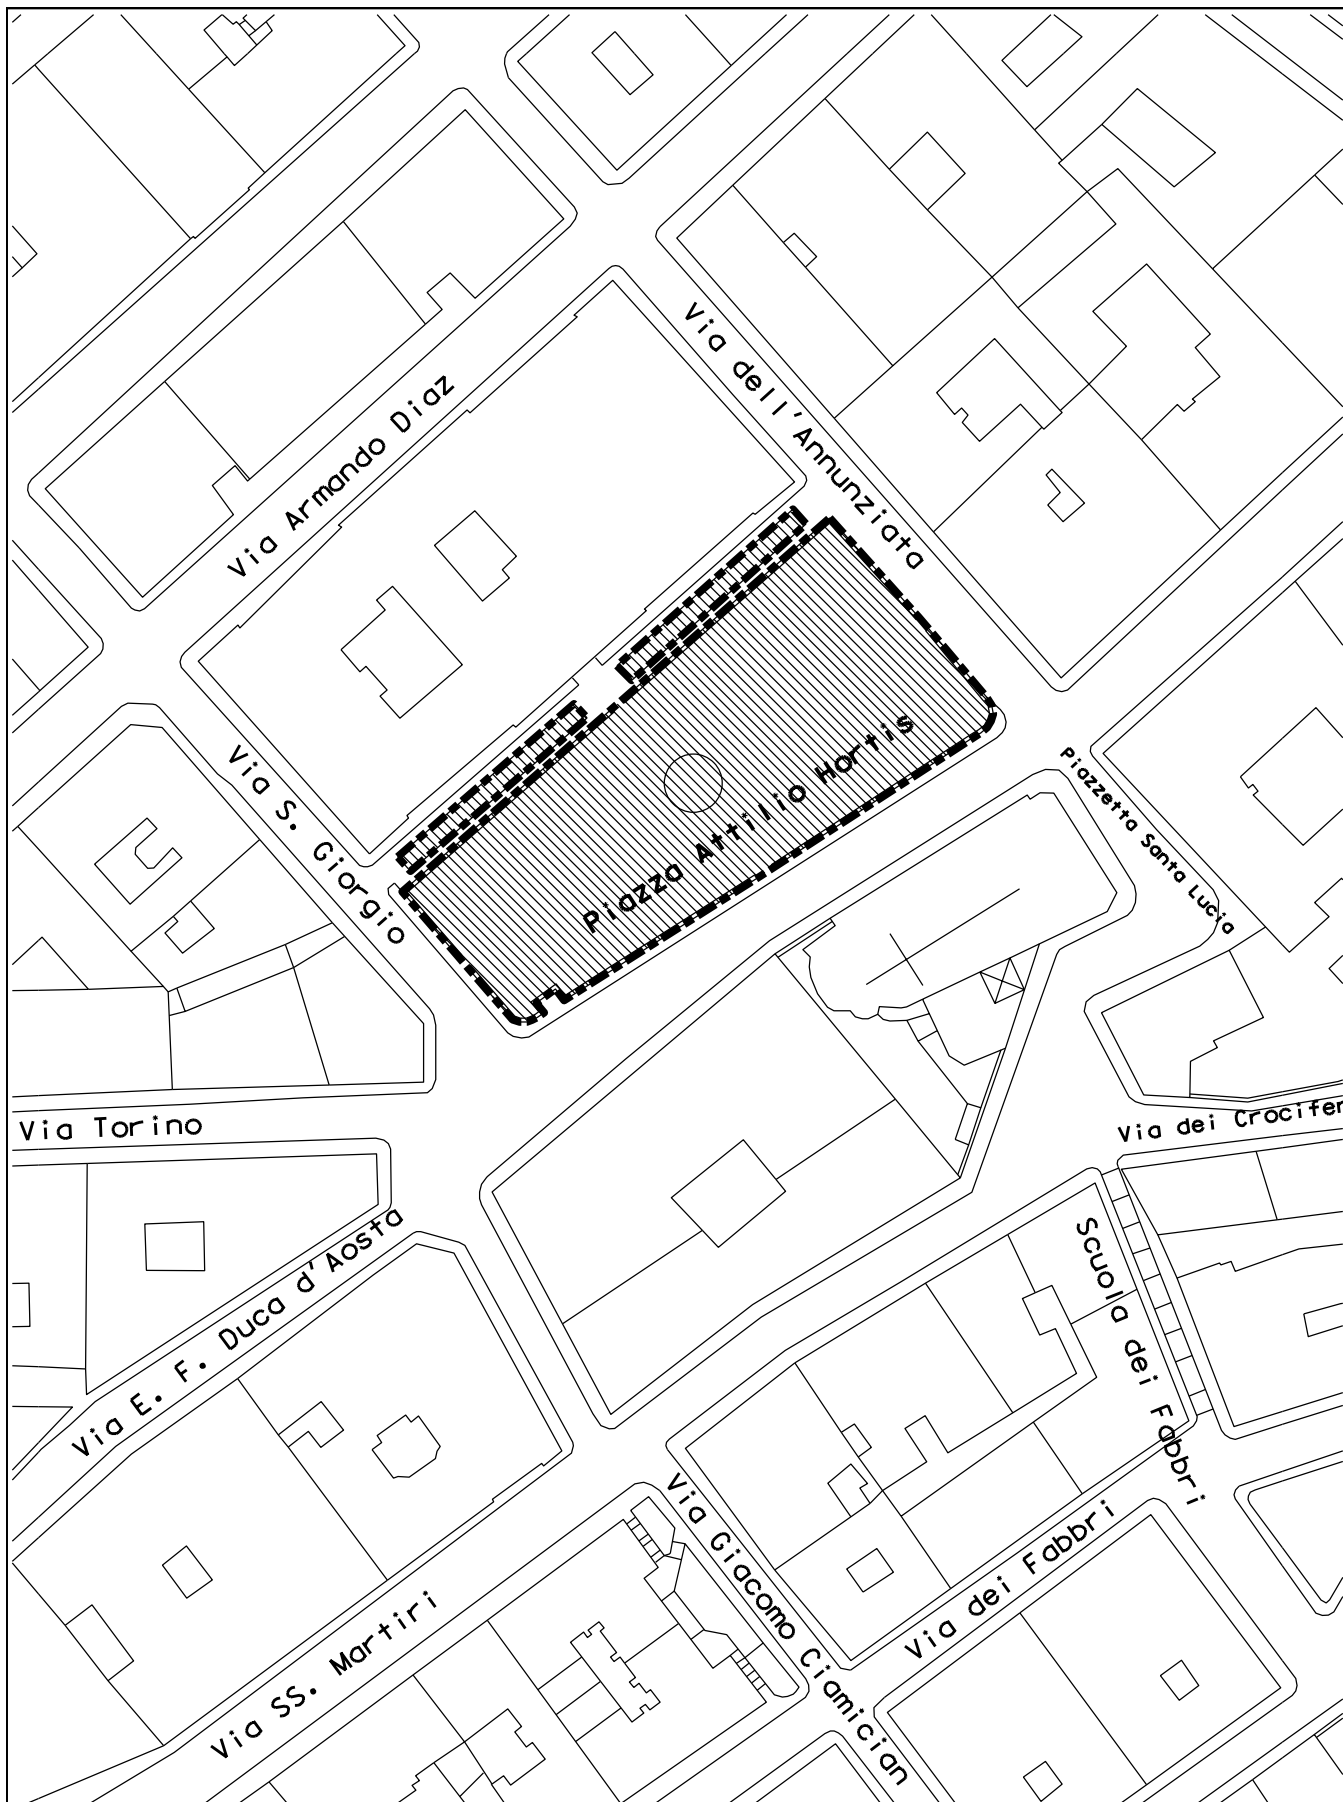 Via Armando Diaz
Via dell'Annunziata
Via S. Giorgio
Piazza Attilio Hortis
Piazzetta Santa Lucia
Via Torino
Via dei Crocifer
Via E. F. Duca d'Aosta
Scuola dei Fabbri
Via Giacomo Ciamician
Via dei Fabbri
Via SS. Martiri